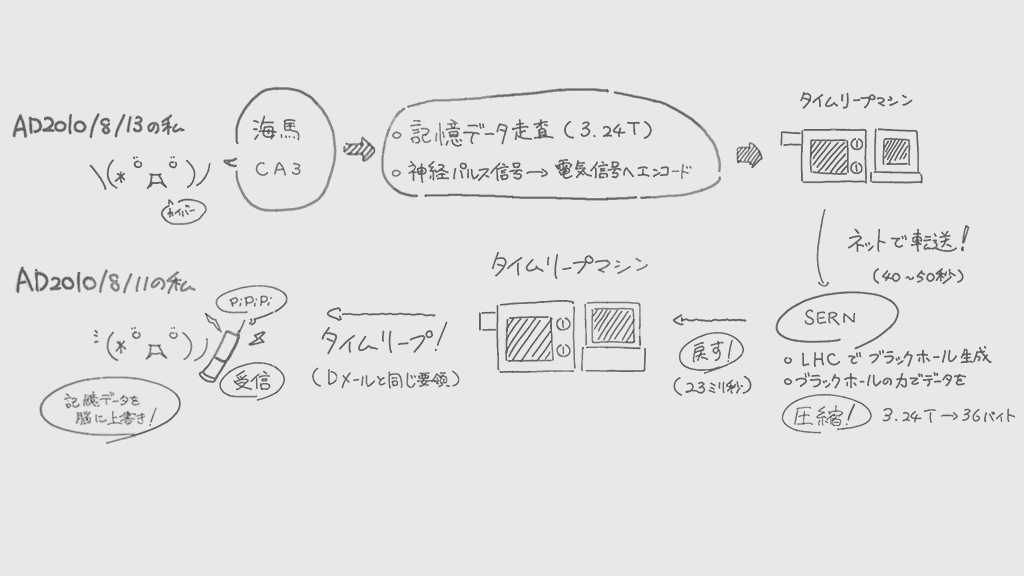 AD2010/8/13の私
海馬
CA3
カイバー
○ 記憶データ走査(3.24T)
○ 神経パルス信号→電気信号へエンコード
タイムリープマシン
ネットで転送!
(40~50秒)
SERN
○ LHCでブラックホール生成
○ ブラックホールの力でデータを
圧縮! 3.24T→36バイト
戻す!
(23ミリ秒)
タイムリープマシン
タイムリープ!
(Dメールと同じ要領)
AD2010/8/11の私
PiPiPi
受信
記憶データを
脳に上書き!